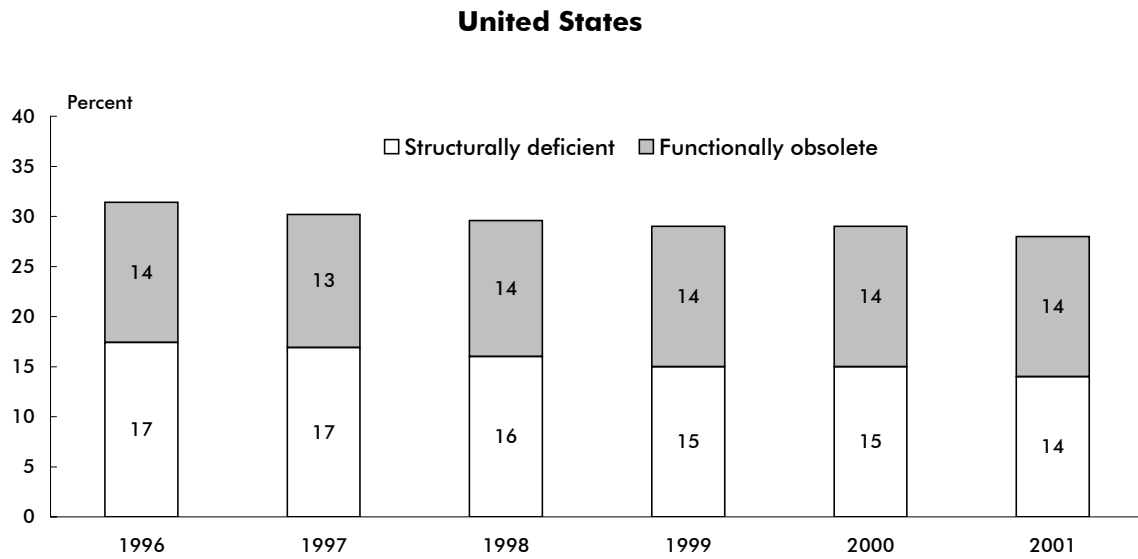 United States
Percent
40
Structurally deficient Functionally obsolete
35
30
25
14 13 14 14 14 14
20
15
10
17 17 16 15 15 14
5
0
1996 1997 1998 1999 2000 2001